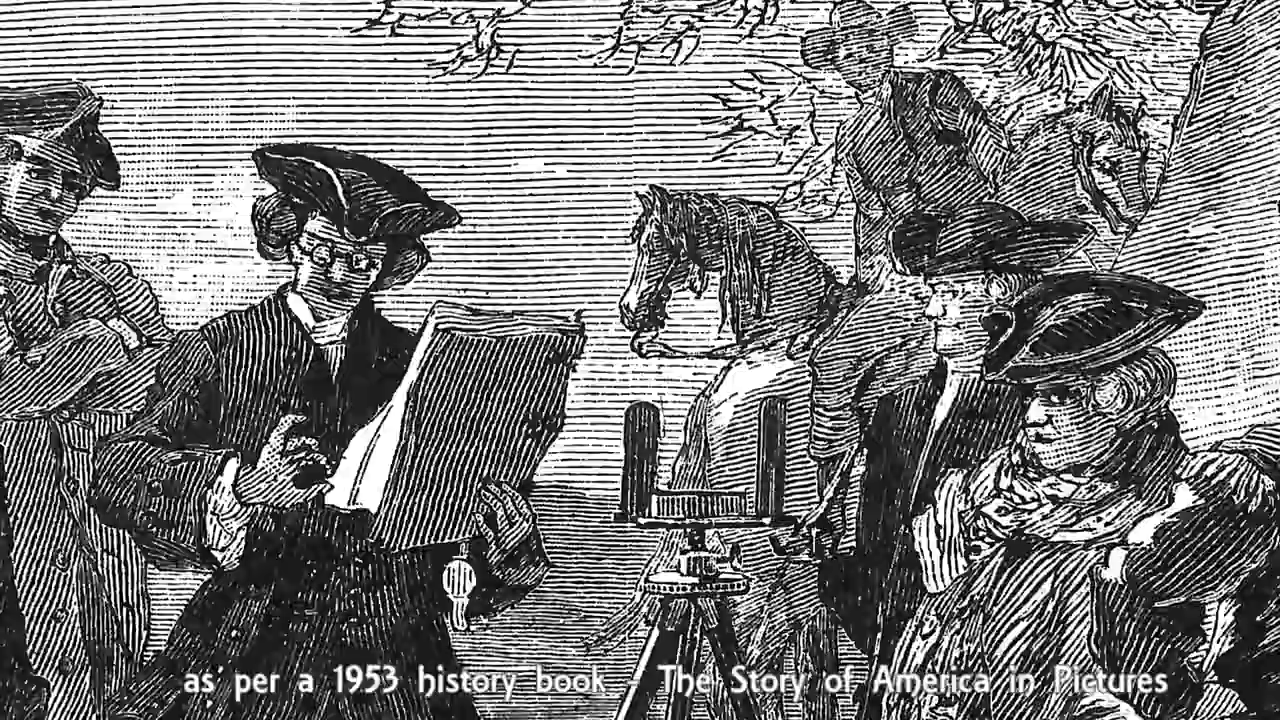 as per a 1953 history book - The Story of America in Pictures